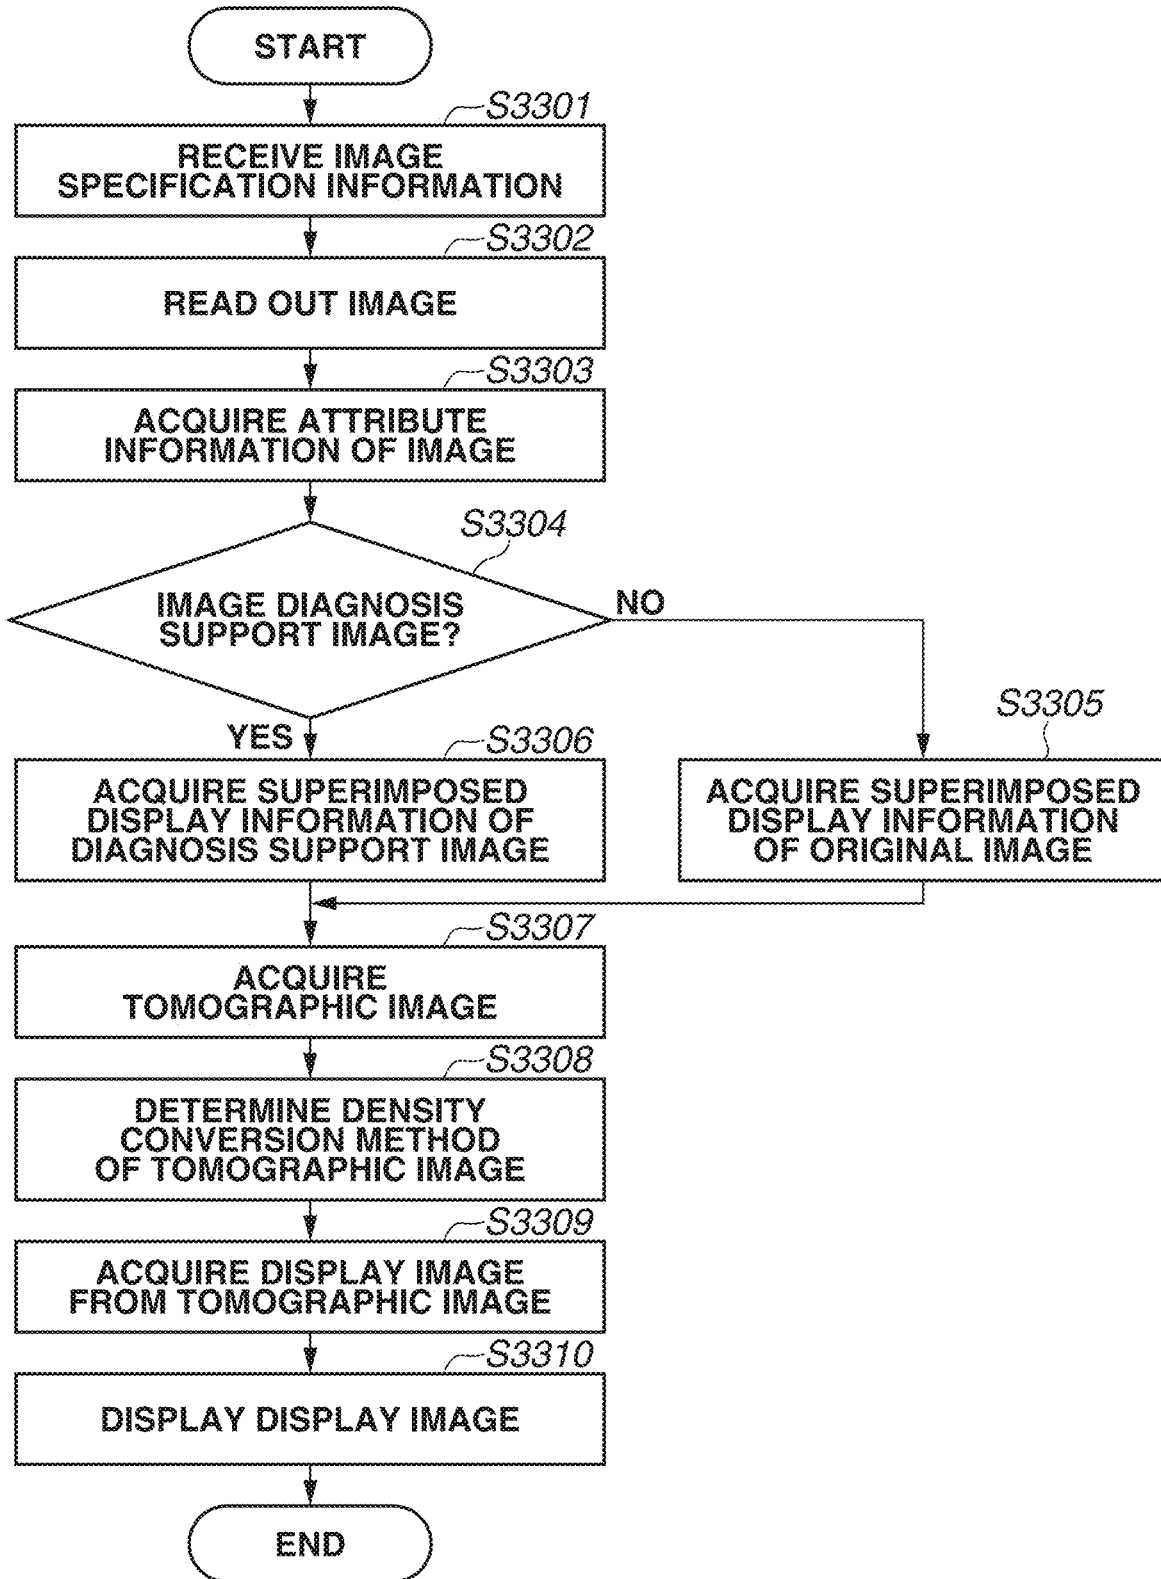 START
S3301
RECEIVE IMAGE
SPECIFICATION INFORMATION
S3302
READ OUT IMAGE
S3303
ACQUIRE ATTRIBUTE
INFORMATION OF IMAGE
S3304
IMAGE DIAGNOSIS
SUPPORT IMAGE?
NO
YES
S3306
ACQUIRE SUPERIMPOSED
DISPLAY INFORMATION OF
DIAGNOSIS SUPPORT IMAGE
S3305
ACQUIRE SUPERIMPOSED
DISPLAY INFORMATION
OF ORIGINAL IMAGE
S3307
ACQUIRE
TOMOGRAPHIC IMAGE
S3308
DETERMINE DENSITY
CONVERSION METHOD
OF TOMOGRAPHIC IMAGE
S3309
ACQUIRE DISPLAY IMAGE
FROM TOMOGRAPHIC IMAGE
S3310
DISPLAY DISPLAY IMAGE
END